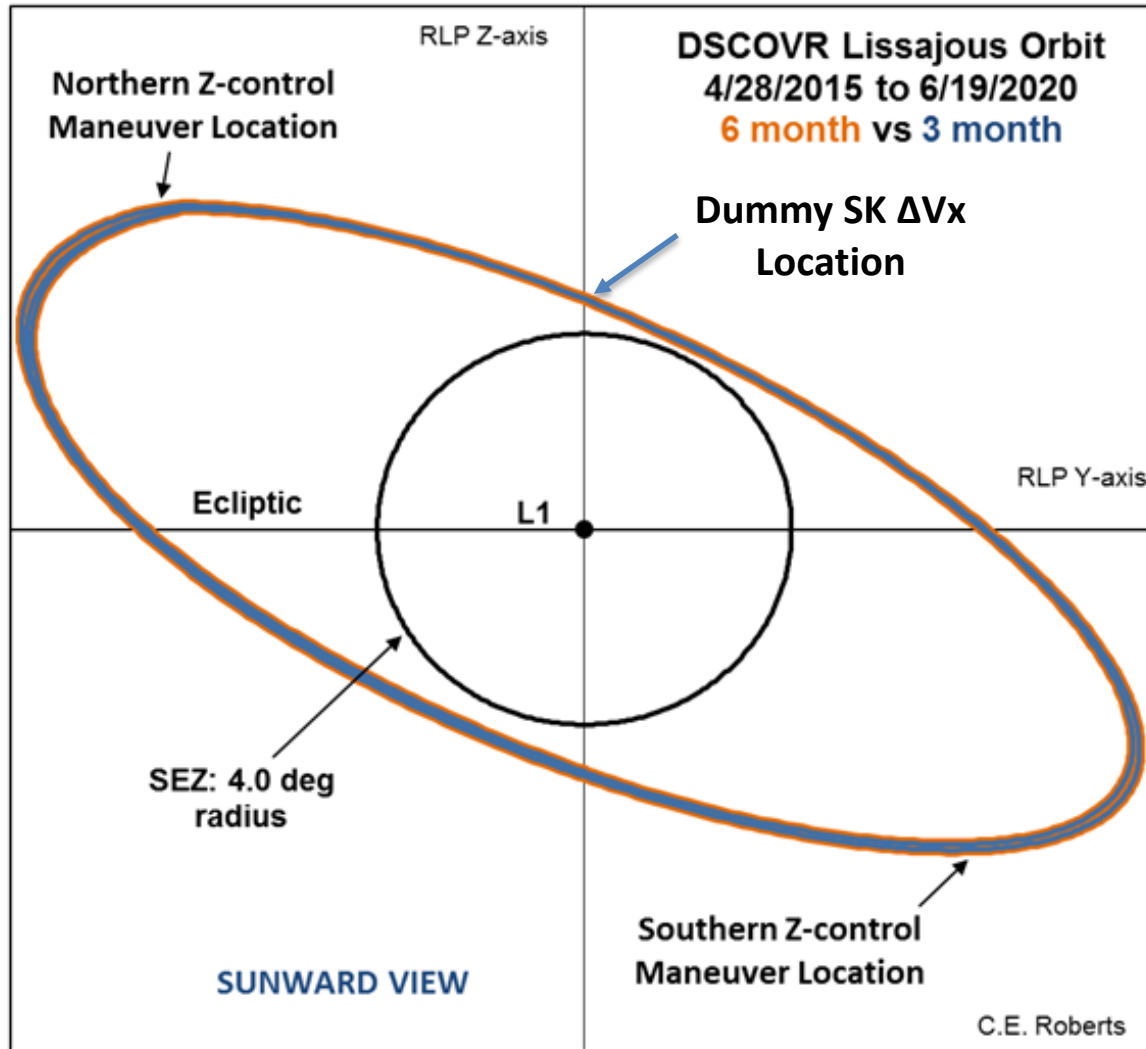 RLP Z-axis
DSCOVR Lissajous Orbit
4/28/2015 to 6/19/2020
6 month vs 3 month
Northern Z-control
Maneuver Location
Dummy SK ΔVx
Location
RLP Y-axis
Ecliptic
L1
SEZ: 4.0 deg
radius
Southern Z-control
Maneuver Location
SUNWARD VIEW
C.E. Roberts